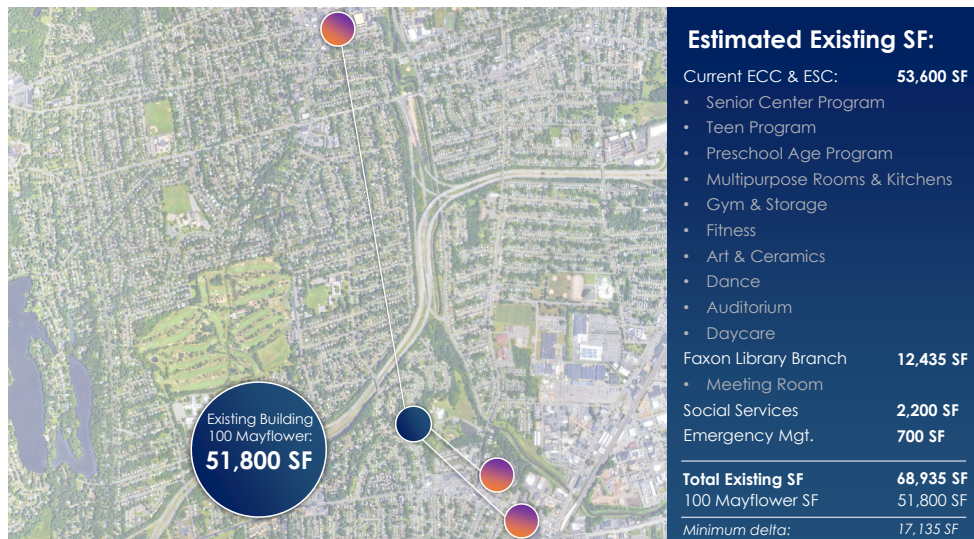 Existing Building
100 Mayflower:
51,800 SF
Estimated Existing SF:
Current ECC & ESC: 53,600 SF
• Senior Center Program
• Teen Program
• Preschool Age Program
• Multipurpose Rooms & Kitchens
• Gym & Storage
• Fitness
• Art & Ceramics
• Dance
• Auditorium
• Daycare
Faxon Library Branch 12,435 SF
• Meeting Room
Social Services 2,200 SF
Emergency Mgt. 700 SF
Total Existing SF 68,935 SF
100 Mayflower SF 51,800 SF
Minimum delta: 17,135 SF